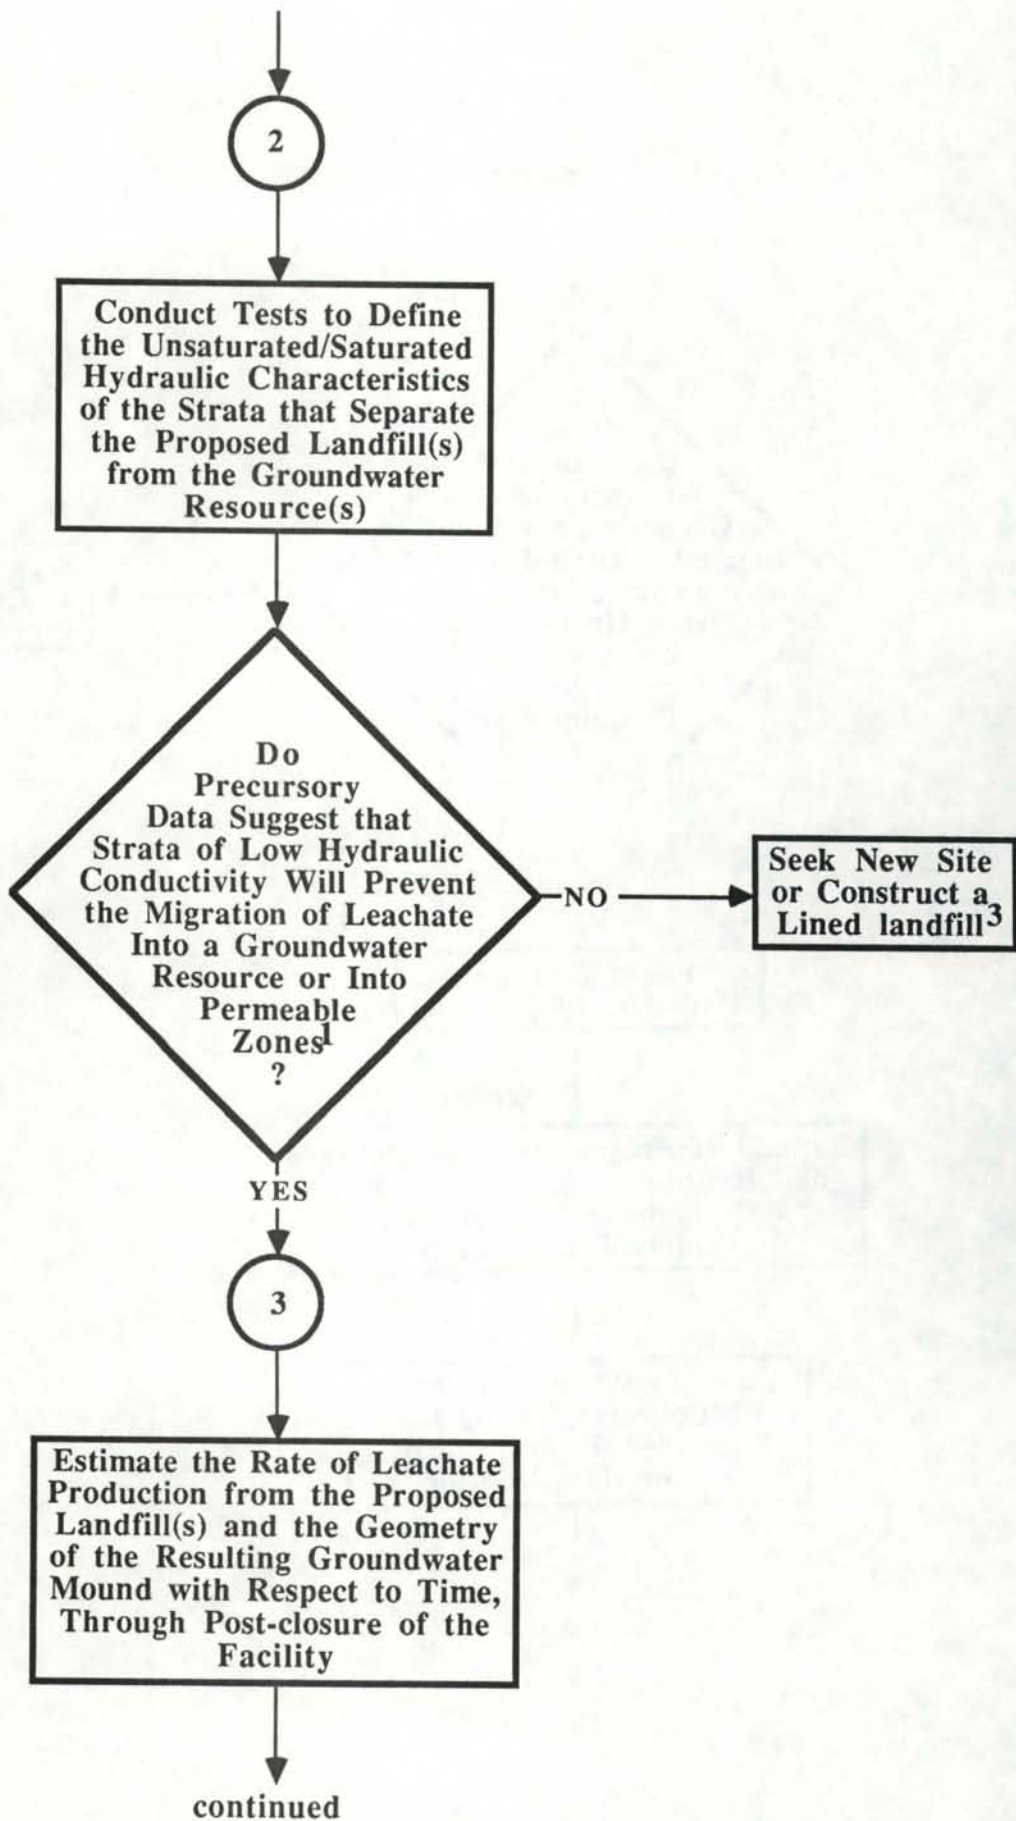 2
Conduct Tests to Define
the Unsaturated/Saturated
Hydraulic Characteristics
of the Strata that Separate
the Proposed Landfill(s)
from the Groundwater
Resource(s)
Do
Precursory
Data Suggest that
Strata of Low Hydraulic
Conductivity Will Prevent
the Migration of Leachate
Into a Groundwater
Resource or Into
Permeable
Zones1
?
NO
Seek New Site
or Construct a
Lined landfill3
YES
3
Estimate the Rate of Leachate
Production from the Proposed
Landfill(s) and the Geometry
of the Resulting Groundwater
Mound with Respect to Time,
Through Post-closure of the
Facility
continued